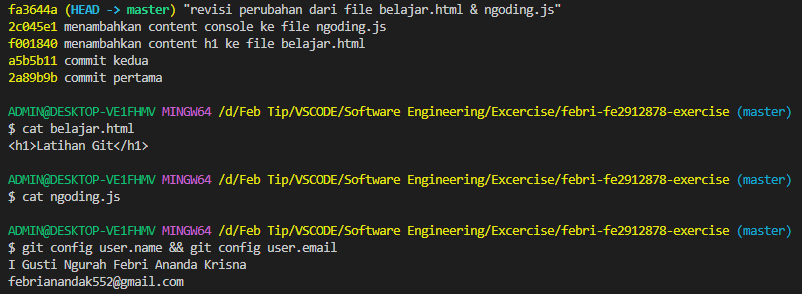 fa3644a (HEAD -> master) "revisi perubahan dari file belajar.html & ngoding.js"
2c045e1 menambahkan content console ke file ngoding.js
f001840 menambahkan content h1 ke file belajar.html
a5b5b11 commit kedua
2a89b9b commit pertama
ADMIN@DESKTOP-VE1FHMV MINGW64 /d/Feb Tip/VSCODE/Software Engineering/Excercise/febri-fe2912878-exercise (master)
$ cat belajar.html
<h1>Latihan Git</h1>
ADMIN@DESKTOP-VE1FHMV MINGW64 /d/Feb Tip/VSCODE/Software Engineering/Excercise/febri-fe2912878-exercise (master)
$ cat ngoding.js
ADMIN@DESKTOP-VE1FHMV MINGW64 /d/Feb Tip/VSCODE/Software Engineering/Excercise/febri-fe2912878-exercise (master)
$ git config user.name && git config user.email
I Gusti Ngurah Febri Ananda Krisna
febrianandak552@gmail.com